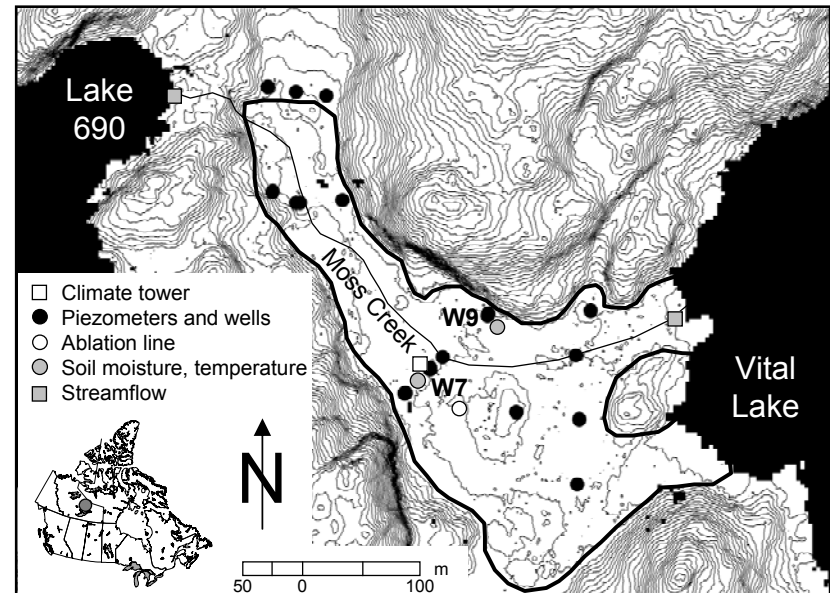 Lake
690
Moss Creek
W9
W7
Vital
Lake
Climate tower
Piezometers and wells
Ablation line
Soil moisture, temperature
Streamflow
N
m
50 0 100